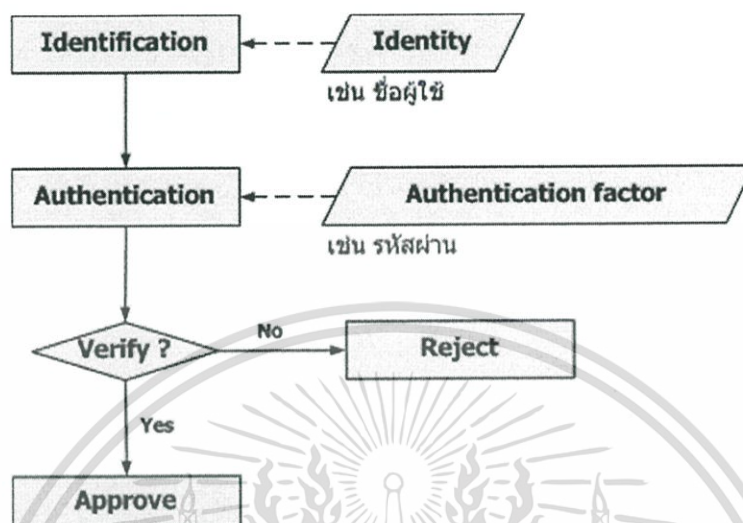 Identification
Identity
เช่น ชื่อผู้ใช้
Authentication
Authentication factor
เช่น รหัสผ่าน
Verify ?
No
Reject
Yes
Approve